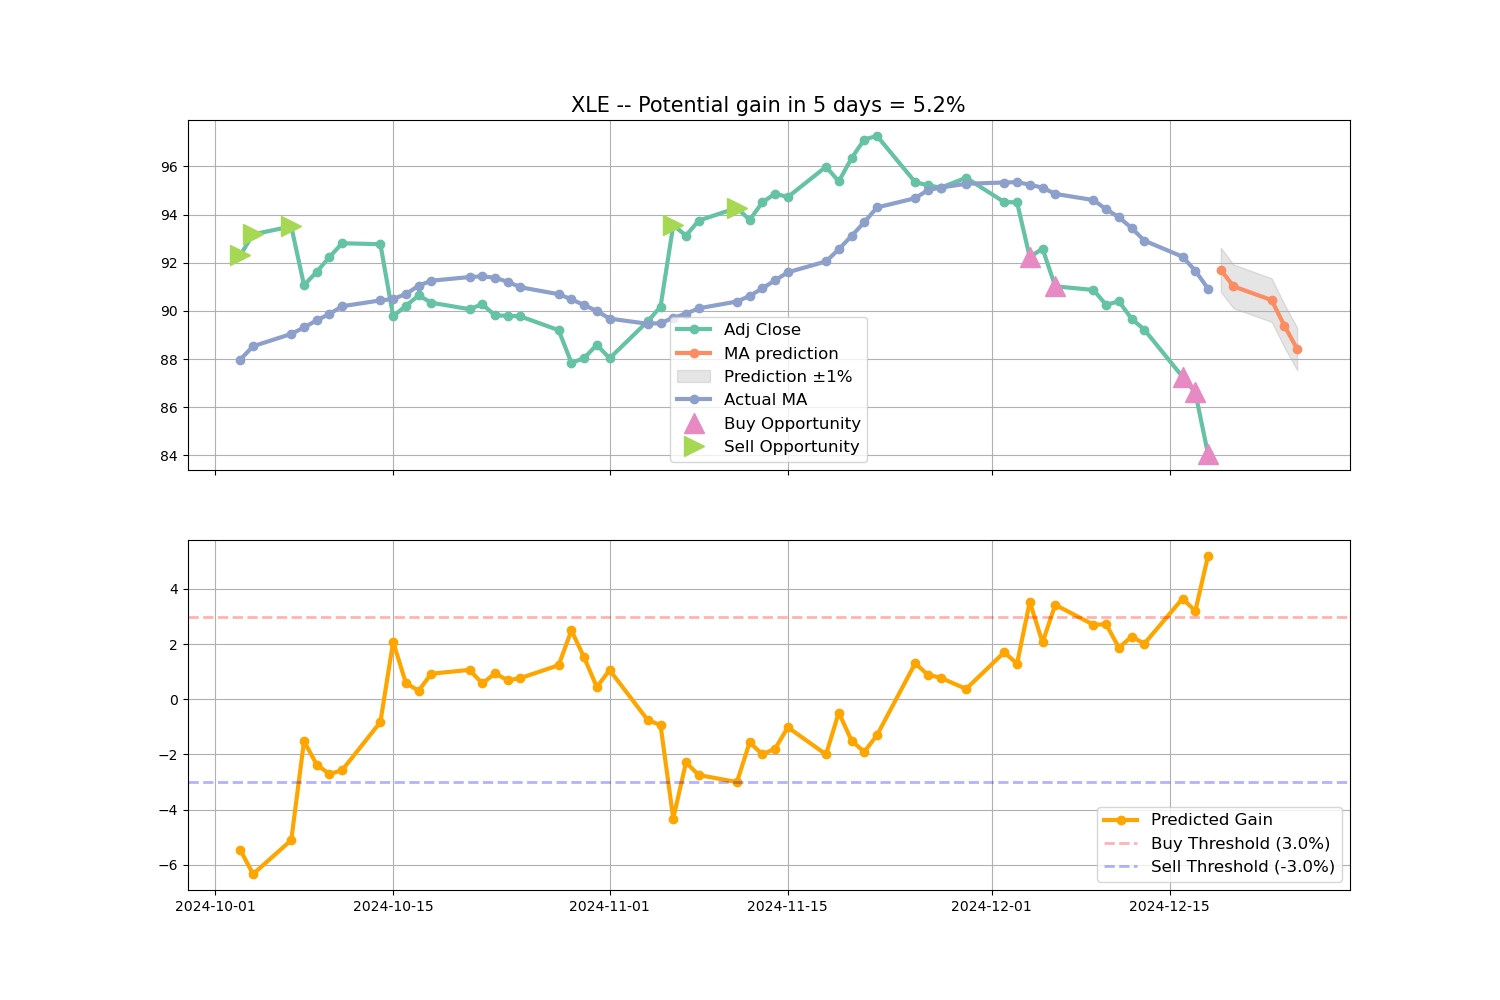 XLE -- Potential gain in 5 days = 5.2%
96
94
92
90
88
86
84
Adj Close
MA prediction
Prediction ±1%
Actual MA
Buy Opportunity
Sell Opportunity
4
2
0
−2
−4
−6
Predicted Gain
Buy Threshold (3.0%)
Sell Threshold (-3.0%)
2024-10-01 2024-10-15 2024-11-01 2024-11-15 2024-12-01 2024-12-15